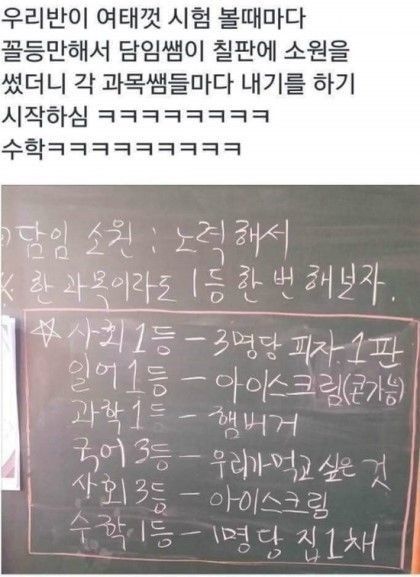 우리반이 여태껏 시험 볼때마다
꼴등만해서 담임쌤이 칠판에 소원을
썼더니 각 과목쌤들마다 내기를 하기
시작하심 ㅋㅋㅋㅋㅋㅋㅋㅋ
수학ㅋㅋㅋㅋㅋㅋㅋㅋㅋ
담임 소원 : 노력해서
※ 한 과목이라도 1등 한 번 해보자.
☆ 사회 1등 - 3명당 피자 1판
일어 1등 - 아이스크림(콘가능)
과학 1등 - 햄버거
국어 3등 - 우리가먹고 싶은 것
사회 3등 - 아이스크림
수학 1등 - 1명당 집 1채